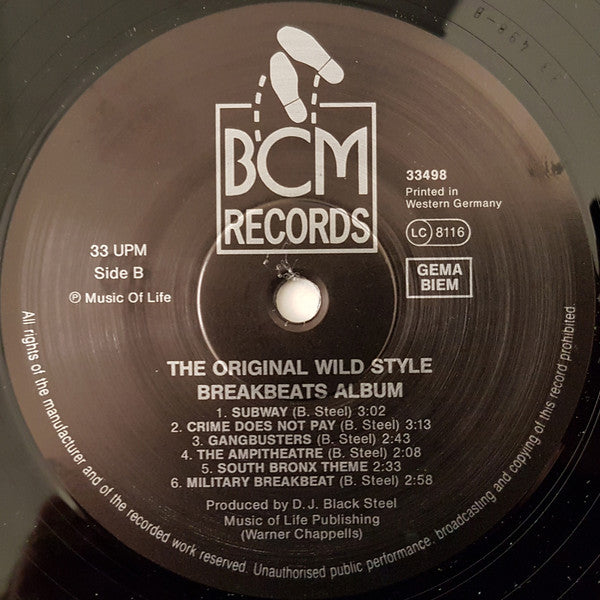 BCM
RECORDS
33498
Printed in
Western Germany
LC 8116
GEMA
BIEM
33 UPM
Side B
℗ Music Of Life
THE ORIGINAL WILD STYLE
BREAKBEATS ALBUM
1. SUBWAY (B. Steel) 3:02
2. CRIME DOES NOT PAY (B. Steel) 3:13
3. GANGBUSTERS (B. Steel) 2:43
4. THE AMPITHEATRE (B. Steel) 2:08
5. SOUTH BRONX THEME 2:33
6. MILITARY BREAKBEAT (B. Steel) 2:58
Produced by D.J. Black Steel
Music of Life Publishing
(Warner Chappells)
All rights of the manufacturer and of the recorded work reserved. Unauthorised public performance, broadcasting and copying of this record prohibited.